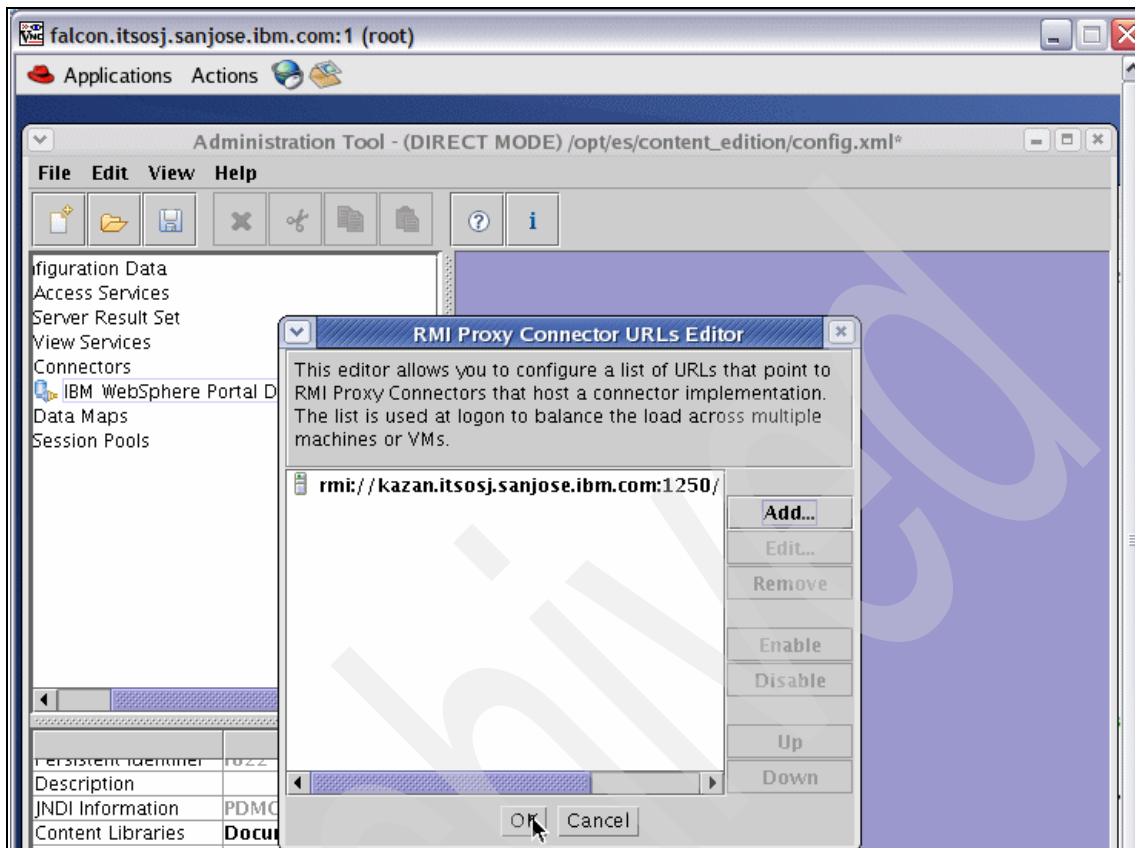 falcon.itsosj.sanjose.ibm.com:1 (root)
Applications Actions
Administration Tool - (DIRECT MODE) /opt/es/content_edition/config.xml*
File Edit View Help
figuration Data
Access Services
Server Result Set
View Services
Connectors
IBM WebSphere Portal D
Data Maps
Session Pools
RMI Proxy Connector URLs Editor
This editor allows you to configure a list of URLs that point to
RMI Proxy Connectors that host a connector implementation.
The list is used at logon to balance the load across multiple
machines or VMs.
rmi://kazan.itsosj.sanjose.ibm.com:1250/
Add...
Edit...
Remove
Enable
Disable
Up
Down
OK Cancel
Persistent Identifier
Description
JNDI Information PDMC
Content Libraries Docum